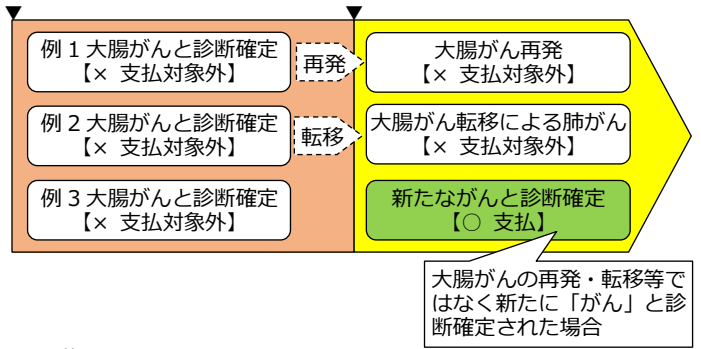 例1大腸がんと診断確定
【× 支払対象外】
再発
大腸がん再発
【× 支払対象外】
例2大腸がんと診断確定
【× 支払対象外】
転移
大腸がん転移による肺がん
【× 支払対象外】
例3大腸がんと診断確定
【× 支払対象外】
新たながんと診断確定
【○ 支払】
大腸がんの再発・転移等で
はなく新たに「がん」と診
断確定された場合